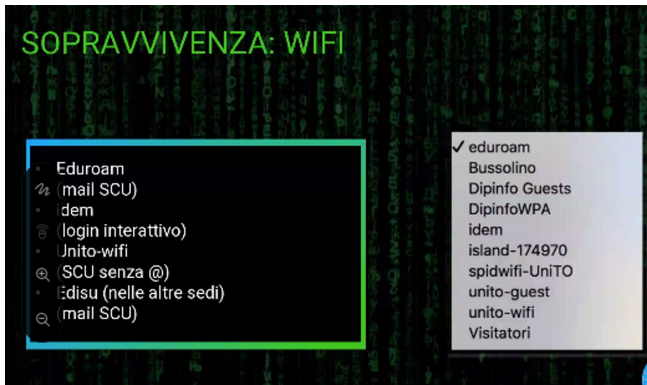 SOPRAVVIVENZA: WIFI
Eduroam
(mail SCU)
idem
(login interattivo)
Unito-wifi
(SCU senza @)
Edisu (nelle altre sedi)
(mail SCU)
eduroam
Bussolino
Dipinfo Guests
DipinfoWPA
idem
island-174970
spidwifi-UniTO
unito-guest
unito-wifi
Visitatori